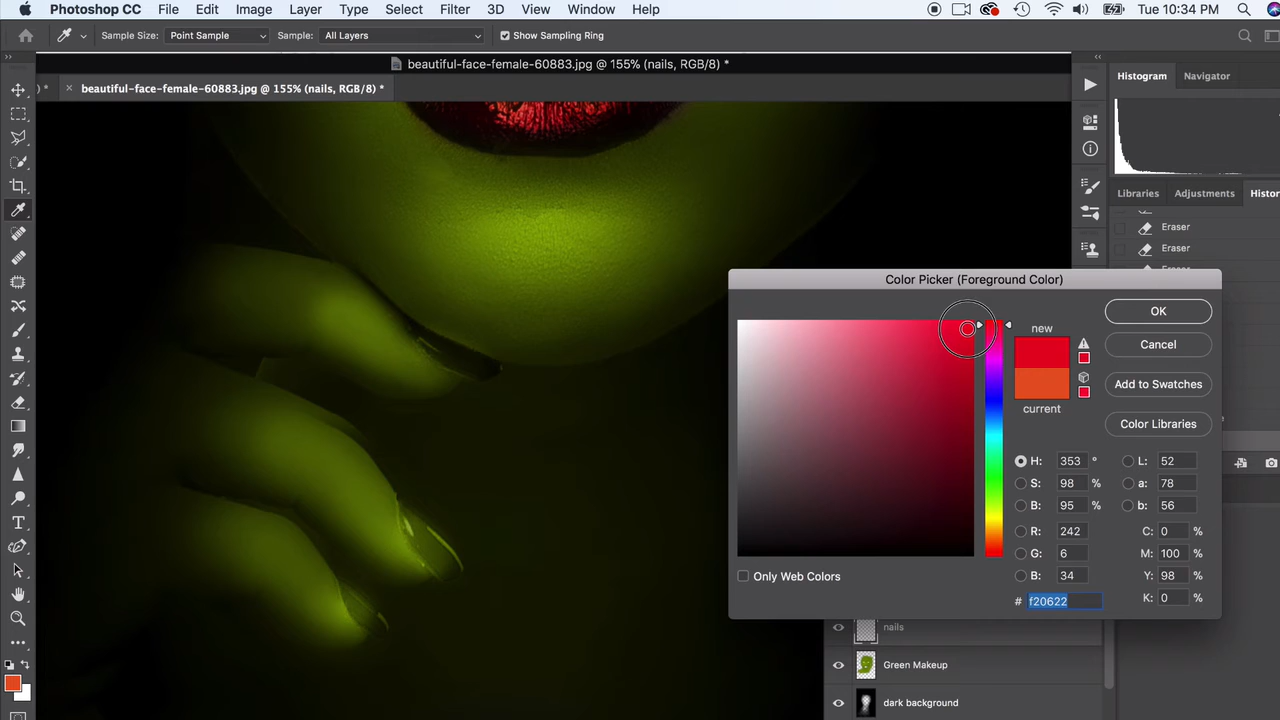 Photoshop CC File Edit Image Layer Type Select Filter 3D View Window Help Tue 10:34 PM
Sample Size: Point Sample Sample: All Layers Show Sampling Ring
beautiful-face-female-60883.jpg @ 155% (nails, RGB/8) *
) * × beautiful-face-female-60883.jpg @ 155% (nails, RGB/8) *
Histogram Navigator
Libraries Adjustments Histor
Eraser
Eraser
Color Picker (Foreground Color)
OK
new
Cancel
Add to Swatches
current
Color Libraries
H: 353 ° L: 52
S: 98 % a: 78
B: 95 % b: 56
R: 242 C: 0 %
G: 6 M: 100 %
B: 34 Y: 98 %
Only Web Colors
# f20622 K: 0 %
nails
Green Makeup
dark background